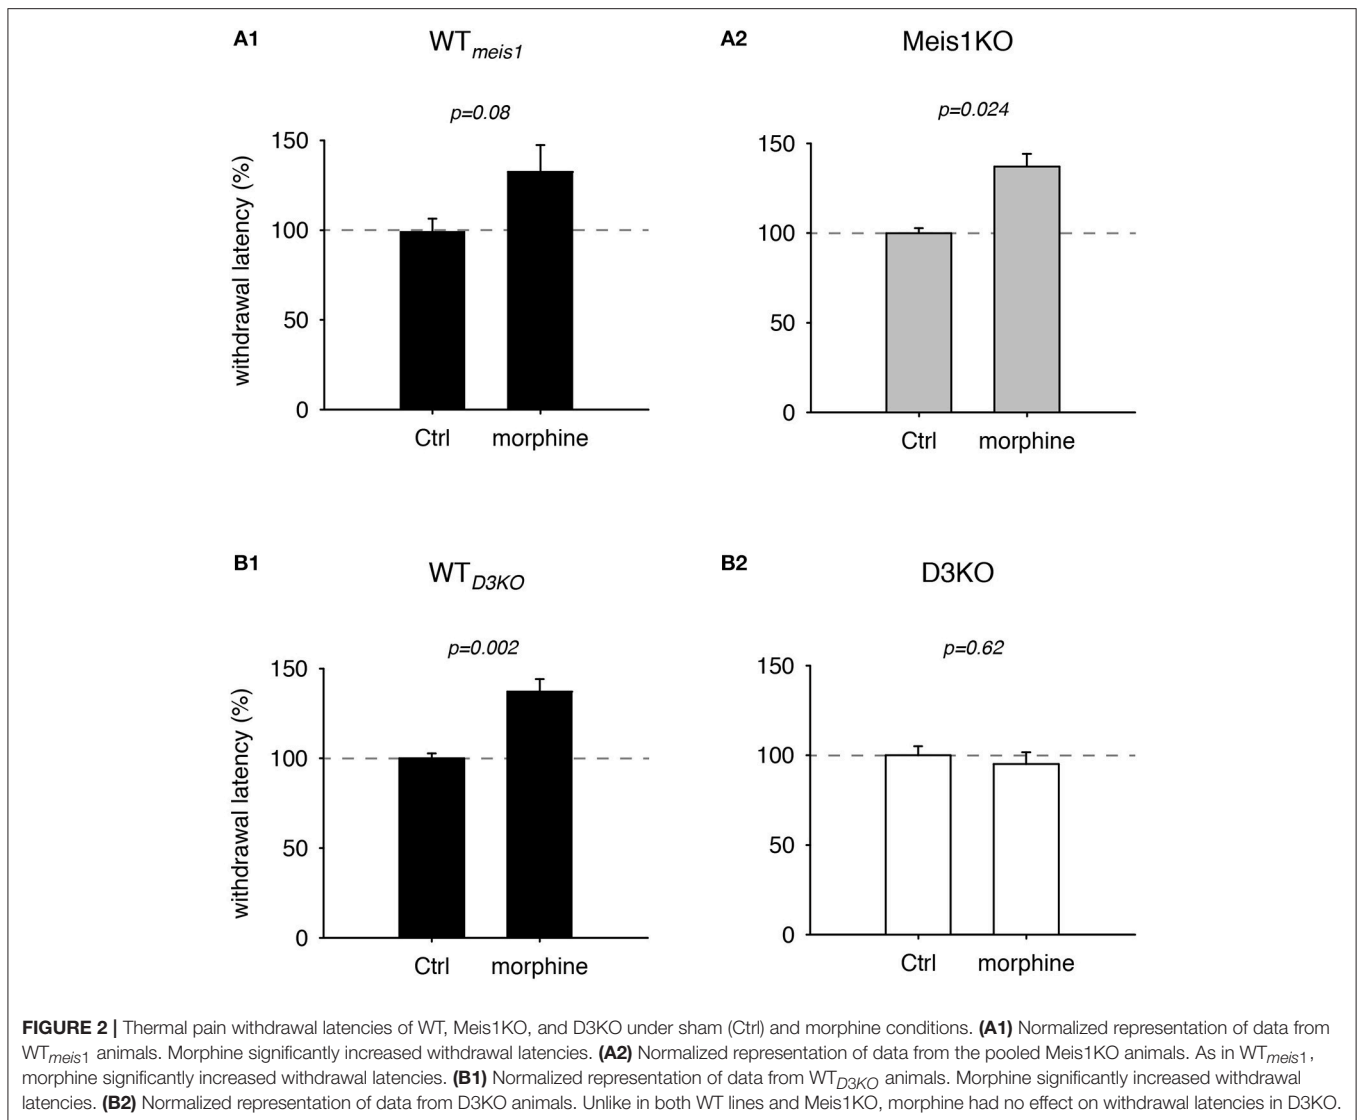 A1 WT meis1
p=0.08
withdrawal latency (%)
150
100
50
0
Ctrl morphine
A2 Meis1KO
p=0.024
150
100
50
0
Ctrl morphine
B1 WT D3KO
p=0.002
withdrawal latency (%)
150
100
50
0
Ctrl morphine
B2 D3KO
p=0.62
150
100
50
0
Ctrl morphine
FIGURE 2 | Thermal pain withdrawal latencies of WT, Meis1KO, and D3KO under sham (Ctrl) and morphine conditions. (A1) Normalized representation of data from
WTmeis1 animals. Morphine significantly increased withdrawal latencies. (A2) Normalized representation of data from the pooled Meis1KO animals. As in WTmeis1,
morphine significantly increased withdrawal latencies. (B1) Normalized representation of data from WTD3KO animals. Morphine significantly increased withdrawal
latencies. (B2) Normalized representation of data from D3KO animals. Unlike in both WT lines and Meis1KO, morphine had no effect on withdrawal latencies in D3KO.